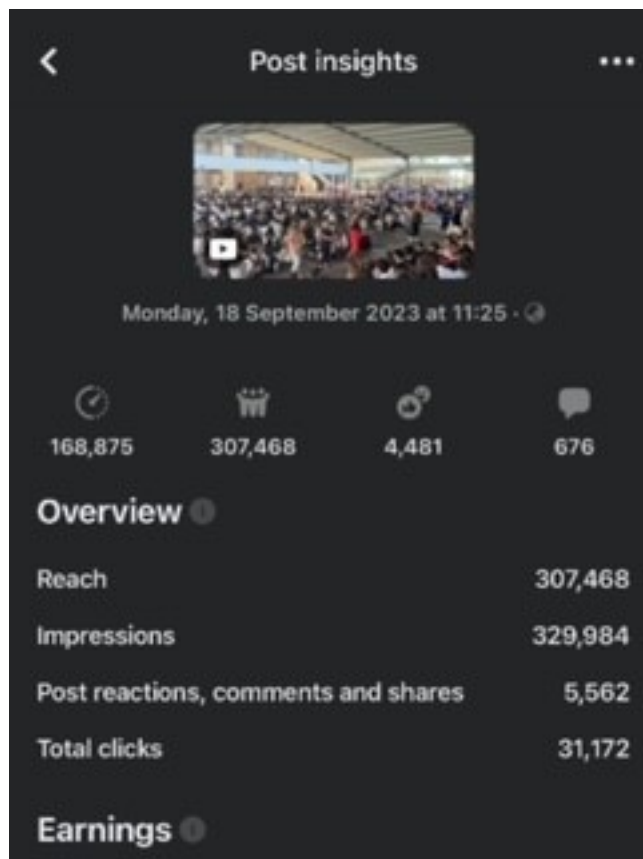 Post insights
Monday, 18 September 2023 at 11:25 ·
168,875 307,468 4,481 676
Overview
Reach 307,468
Impressions 329,984
Post reactions, comments and shares 5,562
Total clicks 31,172
Earnings